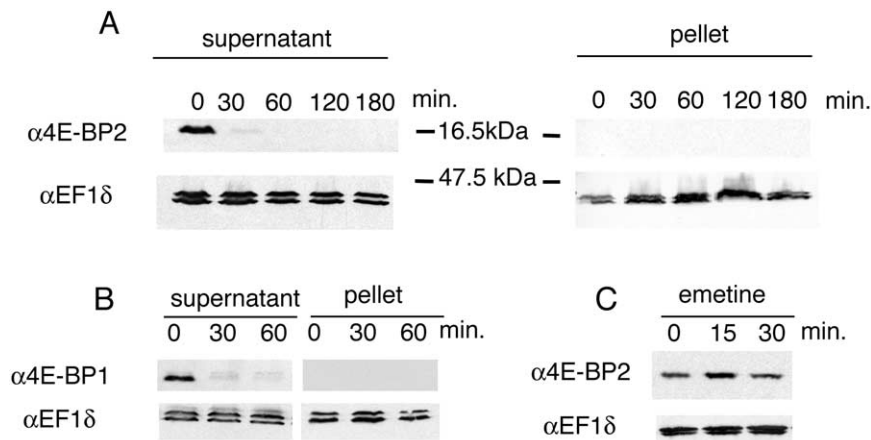 A
supernatant
pellet
0 30 60 120 180 min.
0 30 60 120 180 min.
α4E-BP2
16.5kDa
αEF1δ
47.5 kDa
B
supernatant pellet
0 30 60 0 30 60 min.
α4E-BP1
αEF1δ
C
emetine
0 15 30 min.
α4E-BP2
αEF1δ